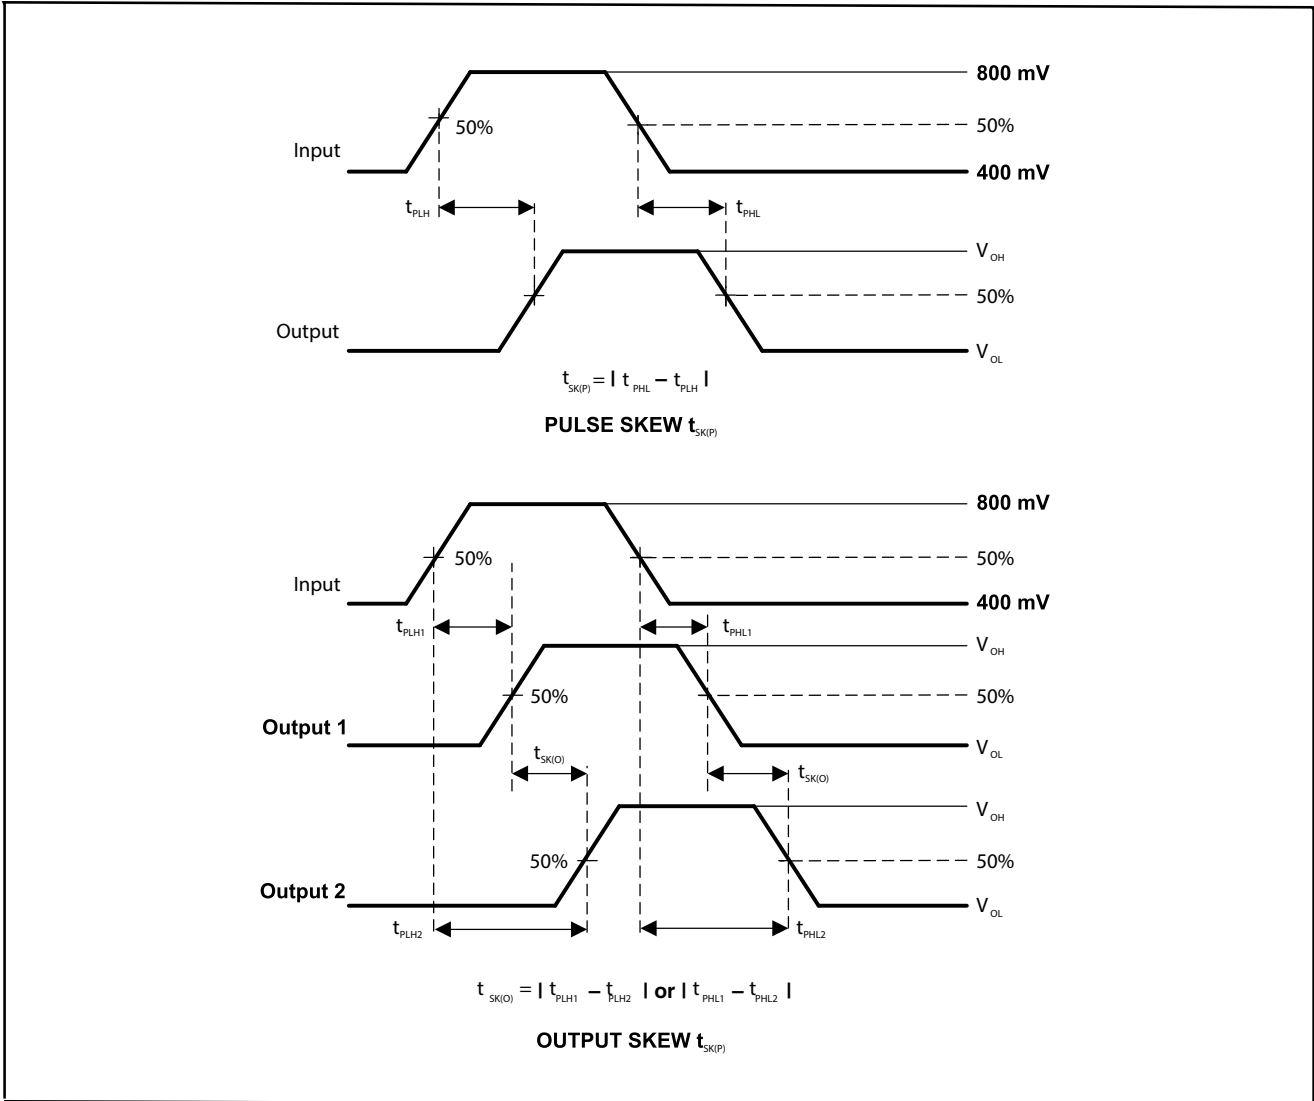 800 mV
50%
50%
Input
400 mV
tPLH
tPHL
VOH
50%
Output
VOL
tSK(P) = | tPHL – tPLH |
PULSE SKEW tSK(P)
800 mV
50%
50%
Input
400 mV
tPLH1
tPHL1
VOH
50%
50%
Output 1
VOL
tSK(O)
tSK(O)
VOH
50%
50%
Output 2
VOL
tPLH2
tPHL2
tSK(O) = | tPLH1 – tPLH2 | or | tPHL1 – tPHL2 |
OUTPUT SKEW tSK(P)